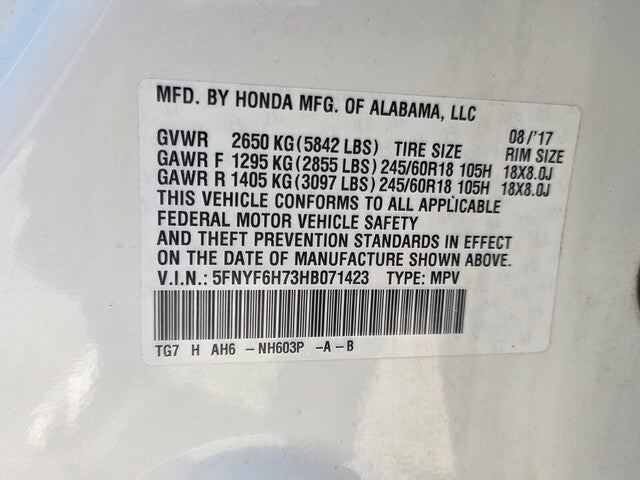 MFD. BY HONDA MFG. OF ALABAMA, LLC
08/'17
GVWR 2650 KG(5842 LBS) TIRE SIZE RIM SIZE
GAWR F 1295 KG(2855 LBS)245/60R18 105H 18X8.0J
GAWR R 1405 KG(3097 LBS)245/60R18 105H 18X8.0J
THIS VEHICLE CONFORMS TO ALL APPLICABLE
FEDERAL MOTOR VEHICLE SAFETY
AND THEFT PREVENTION STANDARDS IN EFFECT
ON THE DATE OF MANUFACTURE SHOWN ABOVE.
V.I.N.: 5FNYF6H73HB071423 TYPE: MPV
TG7 H AH6 - NH603P -A - B